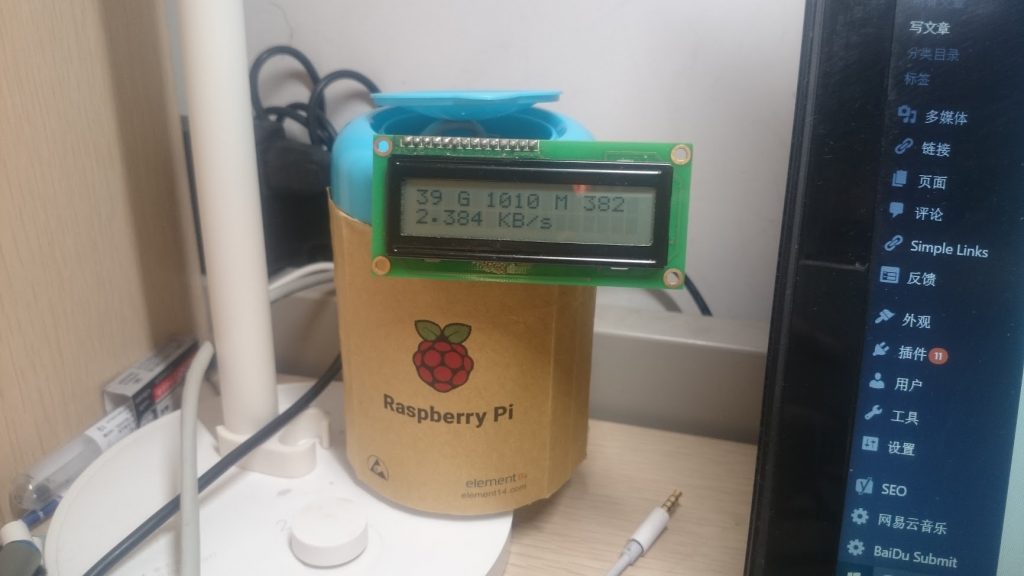 39 G 1010 M 382
2.384 KB/s
Raspberry Pi
element14
element14.com
写文章
分类目录
标签
多媒体
链接
页面
评论
Simple Links
反馈
外观
插件 11
用户
工具
设置
SEO
网易云音乐
BaiDu Submit